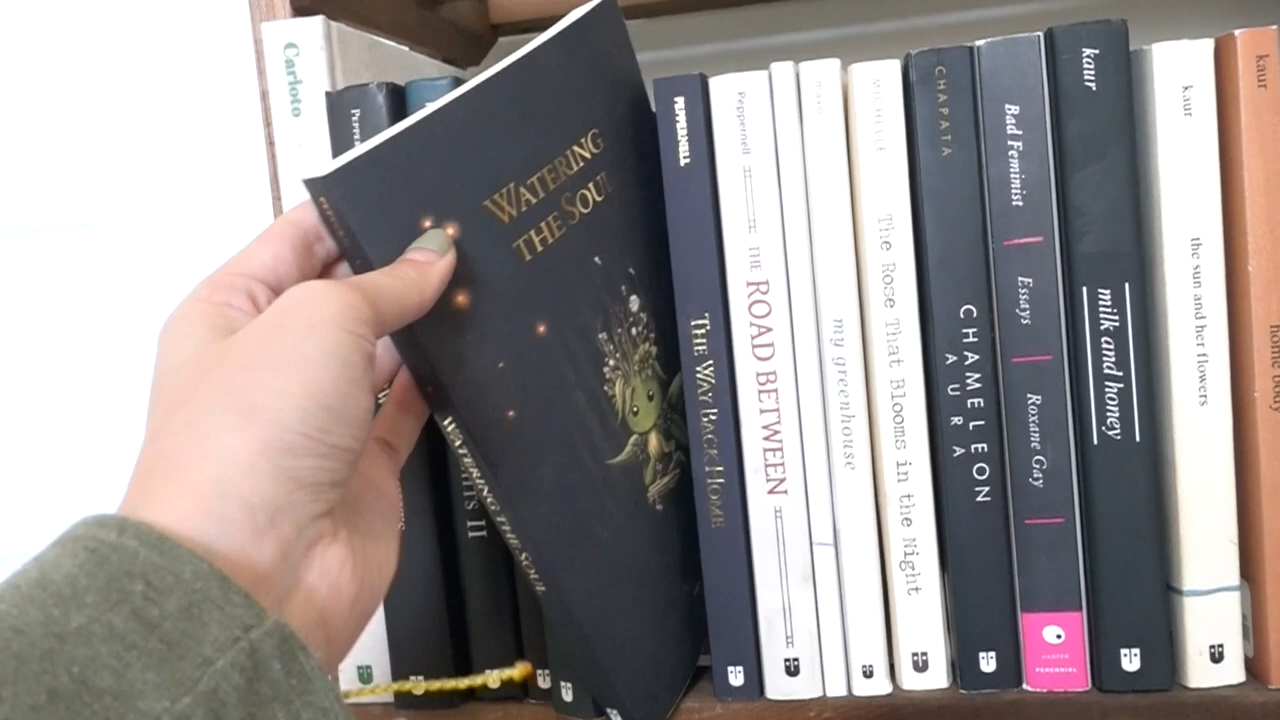 Carloto
WATERING
THE SOUL
WATERING THE SOUL
II
PEPPERNELL
THE WAY BACK HOME
Peppernell
THE ROAD BETWEEN
my greenhouse
MICHELLE
The Rose That Blooms in the Night
CHAPATA
CHAMELEON
AURA
Bad Feminist
Essays
Roxane Gay
HARPER
PERENNIAL
kaur
milk and honey
kaur
the sun and her flowers
kaur
home body